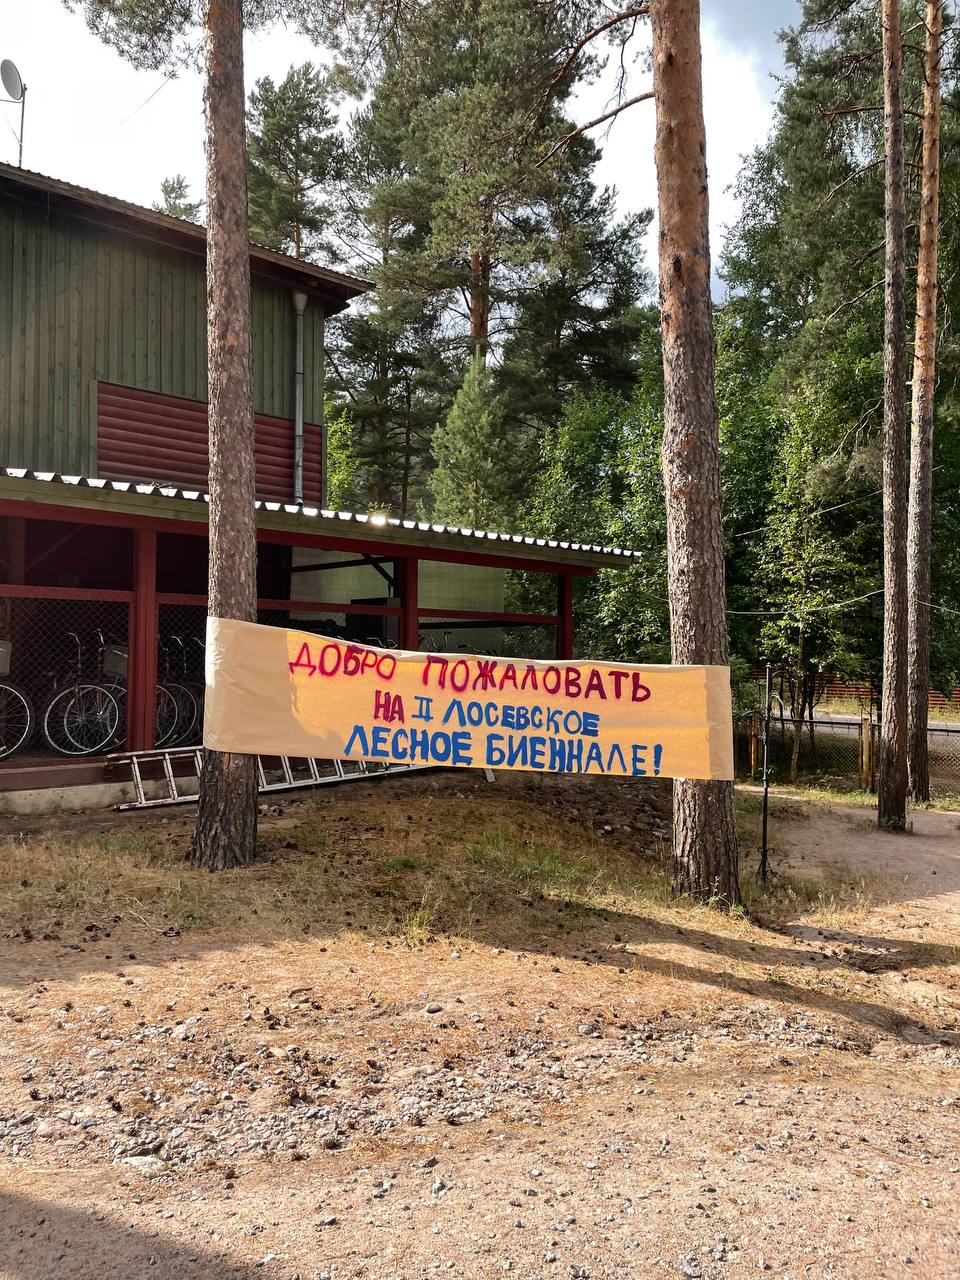 ДОБРО ПОЖАЛОВАТЬ
НА II ЛОСЕВСКОЕ
ЛЕСНОЕ БИЕННАЛЕ!